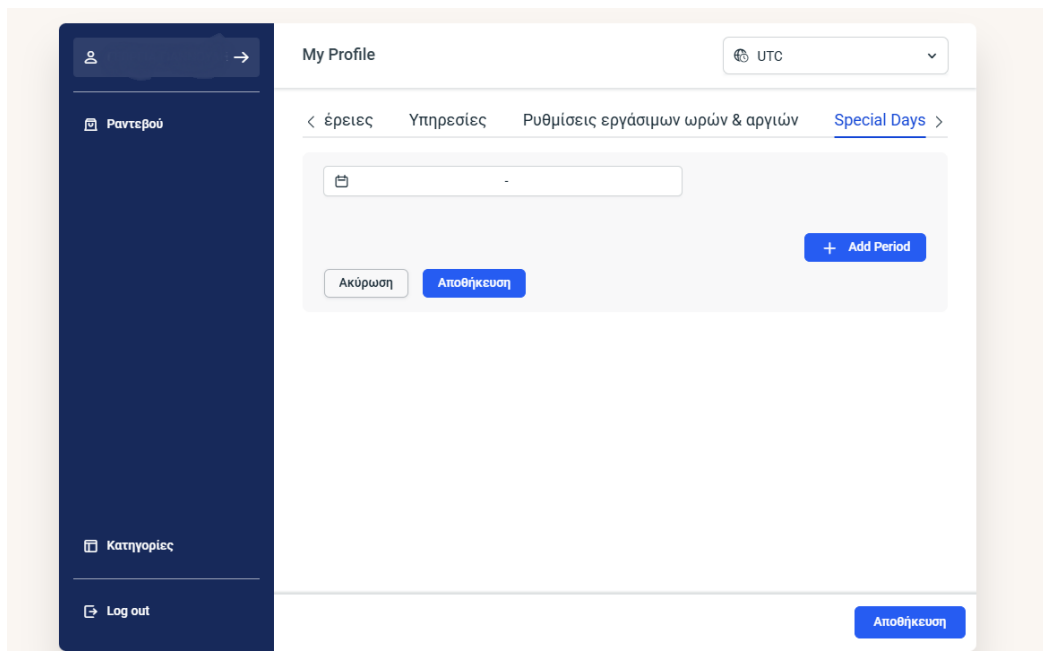 My Profile
UTC
Ραντεβού
έρειες Υπηρεσίες Ρυθμίσεις εργάσιμων ωρών & αργιών Special Days
-
+ Add Period
Ακύρωση Αποθήκευση
Κατηγορίες
Log out
Αποθήκευση